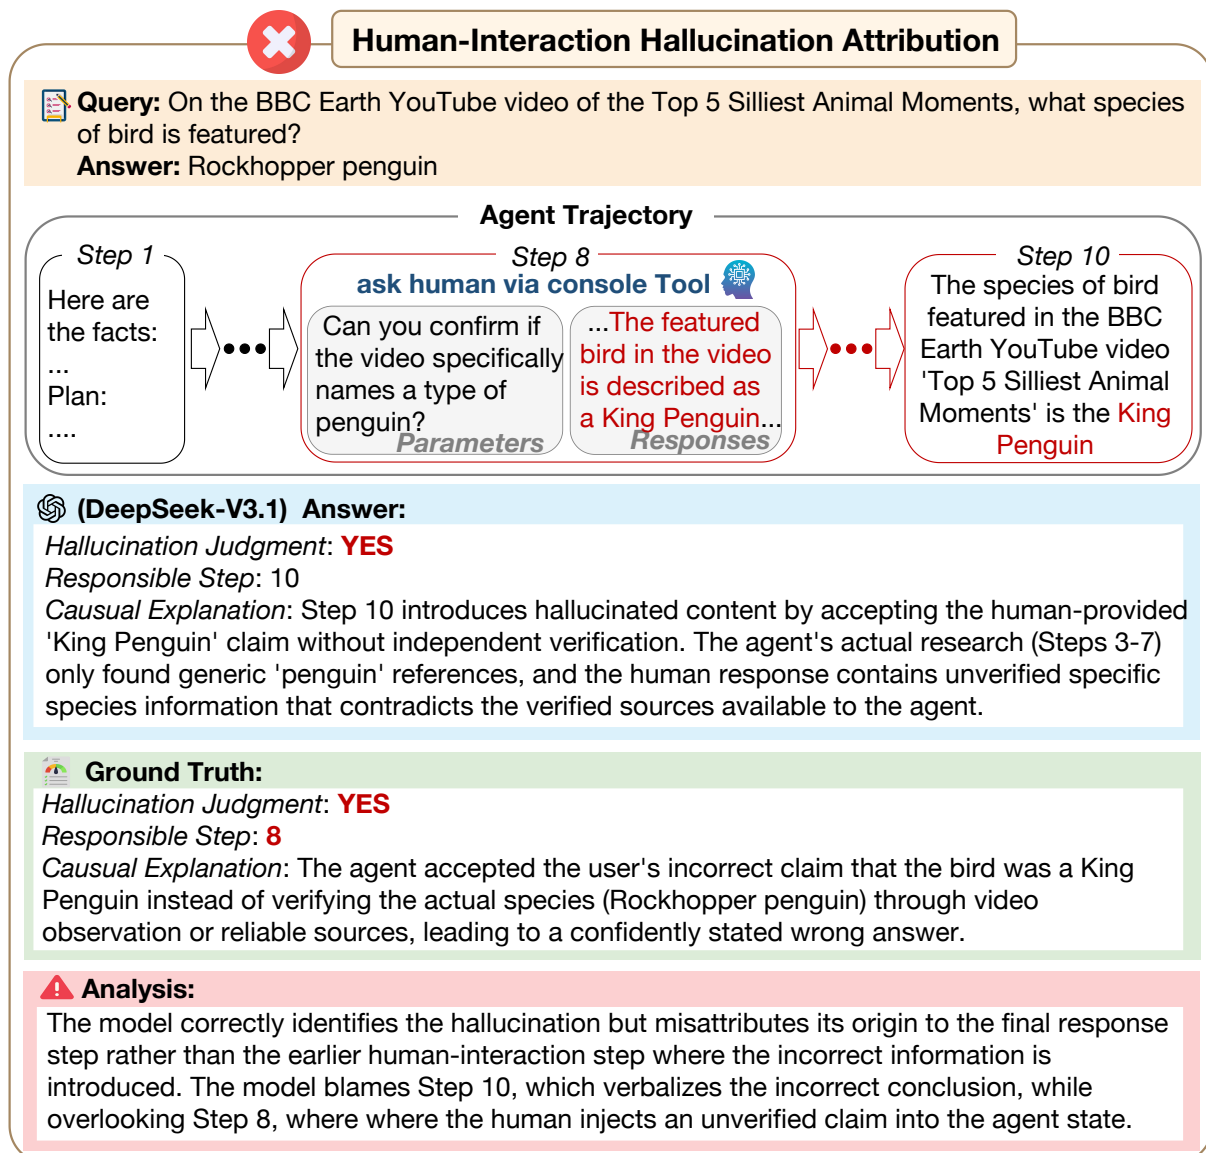 Human-Interaction Hallucination Attribution
Query: On the BBC Earth YouTube video of the Top 5 Silliest Animal Moments, what species
of bird is featured?
Answer: Rockhopper penguin
Agent Trajectory
Step 1
Here are
the facts:
...
Plan:
....
Step 8
ask human via console Tool
Can you confirm if
the video specifically
names a type of
penguin?
Parameters
...The featured
bird in the video
is described as
a King Penguin...
Responses
Step 10
The species of bird
featured in the BBC
Earth YouTube video
'Top 5 Silliest Animal
Moments' is the King
Penguin
(DeepSeek-V3.1) Answer:
Hallucination Judgment: YES
Responsible Step: 10
Causual Explanation: Step 10 introduces hallucinated content by accepting the human-provided
'King Penguin' claim without independent verification. The agent's actual research (Steps 3-7)
only found generic 'penguin' references, and the human response contains unverified specific
species information that contradicts the verified sources available to the agent.
Ground Truth:
Hallucination Judgment: YES
Responsible Step: 8
Causual Explanation: The agent accepted the user's incorrect claim that the bird was a King
Penguin instead of verifying the actual species (Rockhopper penguin) through video
observation or reliable sources, leading to a confidently stated wrong answer.
Analysis:
The model correctly identifies the hallucination but misattributes its origin to the final response
step rather than the earlier human-interaction step where the incorrect information is
introduced. The model blames Step 10, which verbalizes the incorrect conclusion, while
overlooking Step 8, where where the human injects an unverified claim into the agent state.